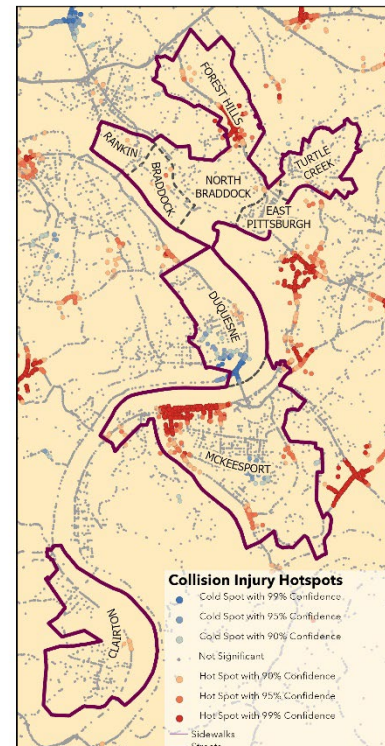 FOREST HILLS
RANKIN
BRADDOCK
NORTH
BRADDOCK
TURTLE
CREEK
EAST
PITTSBURGH
DUQUESNE
MCKEESPORT
CLAIRTON
Collision Injury Hotspots
Cold Spot with 99% Confidence
Cold Spot with 95% Confidence
Cold Spot with 90% Confidence
Not Significant
Hot Spot with 90% Confidence
Hot Spot with 95% Confidence
Hot Spot with 99% Confidence
Sidewalks
Streets